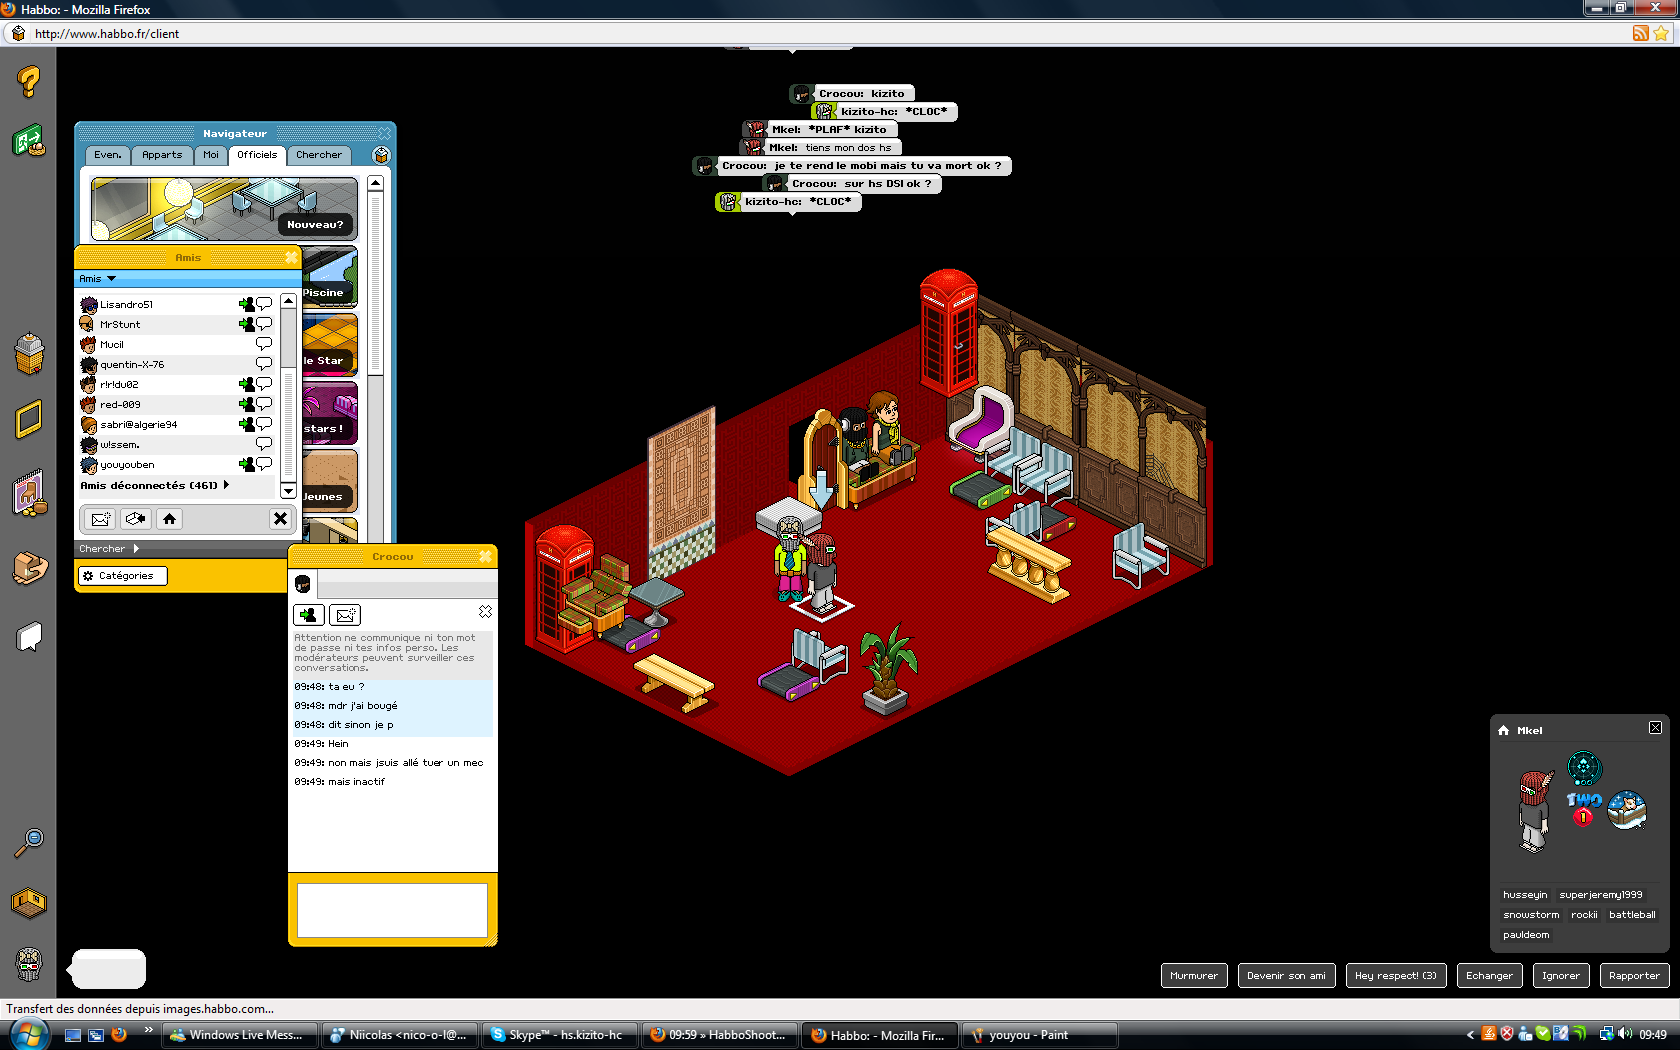 Habbo: - Mozilla Firefox
http://www.habbo.fr/client
Crocou: kizito
kizito-hc: *CLOC*
Mkel: *PLAF* kizito
Mkel: tiens mon dos hs
Crocou: je te rend le mobi mais tu va mort ok ?
Crocou: sur hs DSI ok ?
kizito-hc: *CLOC*
Navigateur
Even. Apparts Moi Officiels Chercher
Nouveau?
Piscine
le Star
stars !
Jeunes
Amis
Amis
Lisandro51
MrStunt
Mucil
quentin-X-76
r!r!du02
red-009
sabri@algerie94
w!ssem.
youyouben
Amis déconnectés (461)
Chercher
Catégories
Crocou
Attention ne communique ni ton mot
de passe ni tes infos perso. Les
modérateurs peuvent surveiller ces
conversations.
09:48: ta eu ?
09:48: mdr j'ai bougé
09:48: dit sinon je p
09:49: Hein
09:49: non mais jsuis allé tuer un mec
09:49: mais inactif
Mkel
TWO
1
husseyin superjeremy1999
snowstorm rockii battleball
pauldeom
Murmurer Devenir son ami Hey respect! (3) Echanger Ignorer Rapporter
Transfert des données depuis images.habbo.com...
Windows Live Mess... Niicolas <nico-o-l@... Skype™ - hs.kizito-hc 09:59 » HabboShoot... Habbo: - Mozilla Fir... youyou - Paint 09:49